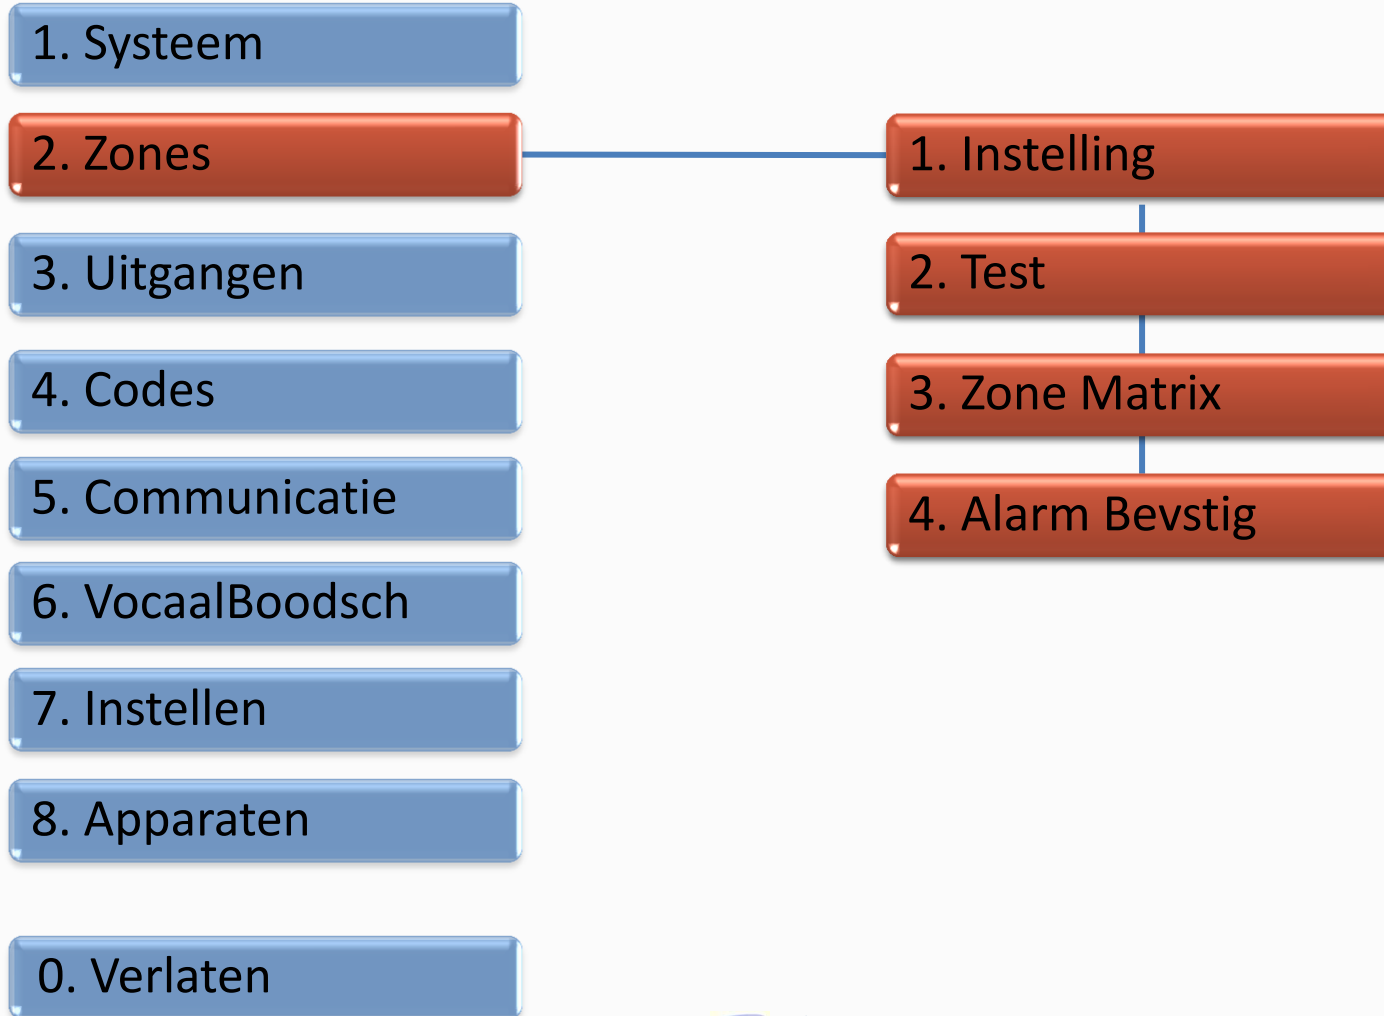 1. Systeem
2. Zones
3. Uitgangen
4. Codes
5. Communicatie
6. VocaalBoodsch
7. Instellen
8. Apparaten
0. Verlaten
1. Instelling
2. Test
3. Zone Matrix
4. Alarm Bevstig